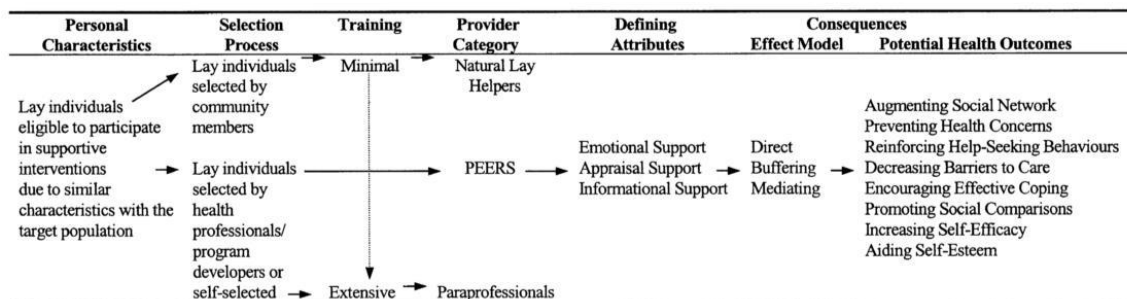 Personal Characteristics
Selection Process
Training
Provider Category
Defining Attributes
Consequences
Effect Model
Potential Health Outcomes
Lay individuals
eligible to participate
in supportive
interventions
due to similar
characteristics with the
target population
Lay individuals
selected by
community
members
Minimal
Natural Lay
Helpers
Lay individuals
selected by
health
professionals/
program
developers or
self-selected
PEERS
Extensive
Paraprofessionals
Emotional Support
Appraisal Support
Informational Support
Direct
Buffering
Mediating
Augmenting Social Network
Preventing Health Concerns
Reinforcing Help-Seeking Behaviours
Decreasing Barriers to Care
Encouraging Effective Coping
Promoting Social Comparisons
Increasing Self-Efficacy
Aiding Self-Esteem